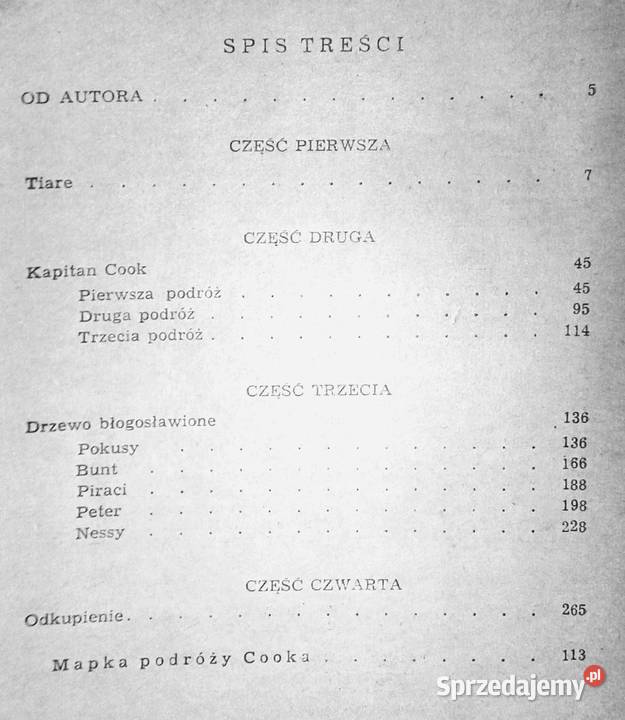 SPIS TREŚCI
OD AUTORA . . . . . . . . . . . . . . 5
CZĘŚĆ PIERWSZA
Tiare . . . . . . . . . . . . . . . . 7
CZĘŚĆ DRUGA
Kapitan Cook 45
Pierwsza podróż . . . . . . . . . . 45
Druga podróż . . . . . . . . . . . 95
Trzecia podróż . . . . . . . . . . . 114
CZĘŚĆ TRZECIA
Drzewo błogosławione 136
Pokusy . . . . . . . . . . . . 136
Bunt . . . . . . . . . . . . . 166
Piraci . . . . . . . . . . . . . 188
Peter . . . . . . . . . . . . . 198
Nessy . . . . . . . . . . . . . 228
CZĘŚĆ CZWARTA
Odkupienie . . . . . . . . . . . . . . 265
Mapka podróży Cooka . . . . . . . . 113
Sprzedajemy.pl